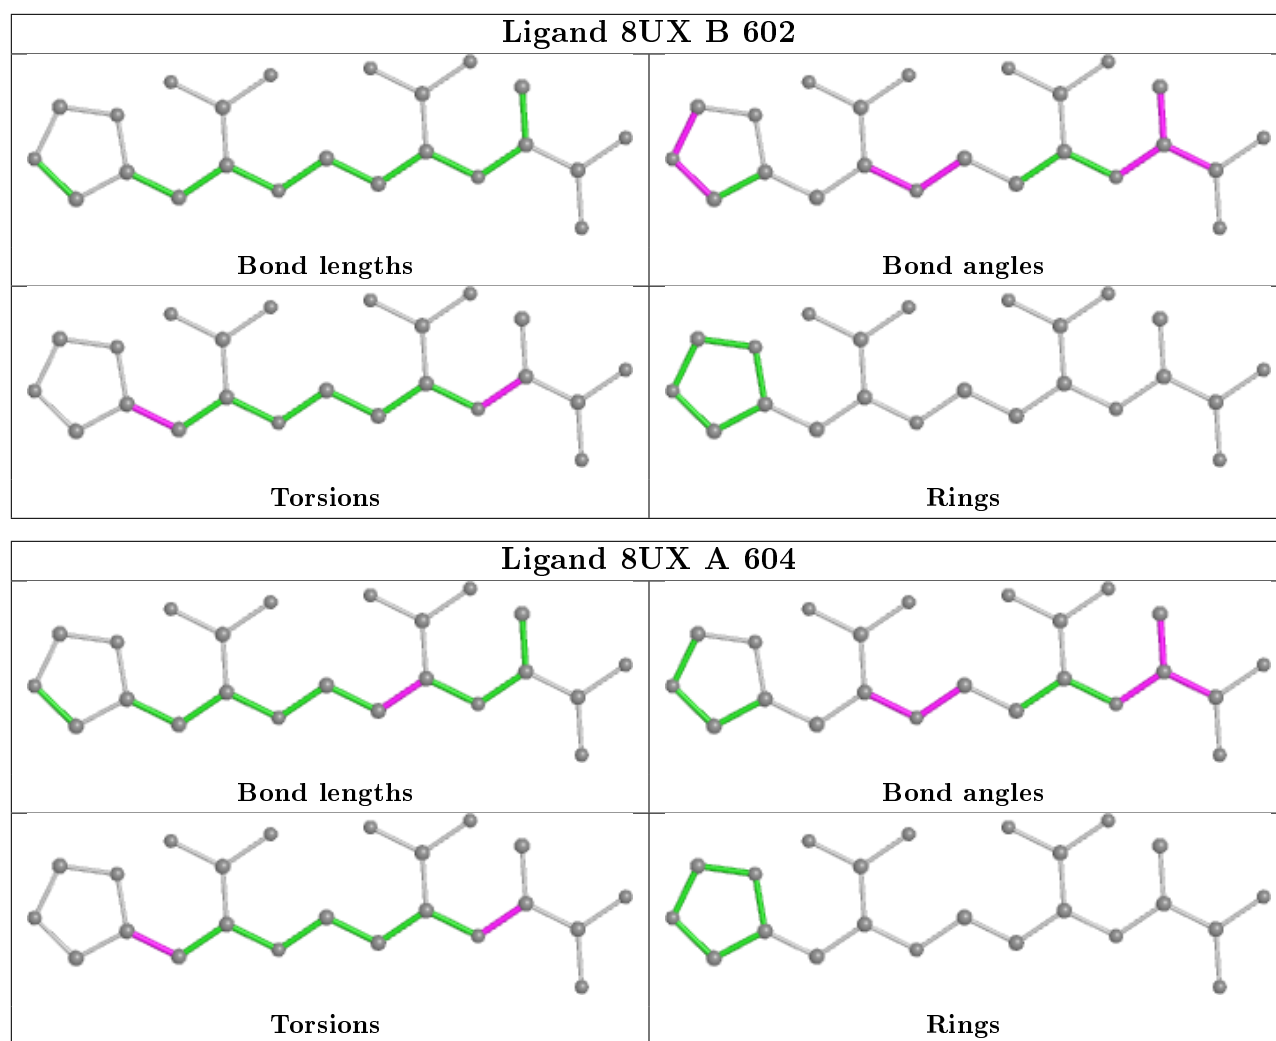 Ligand 8UX B 602
Bond lengths
Bond angles
Torsions
Rings
Ligand 8UX A 604
Bond lengths
Bond angles
Torsions
Rings